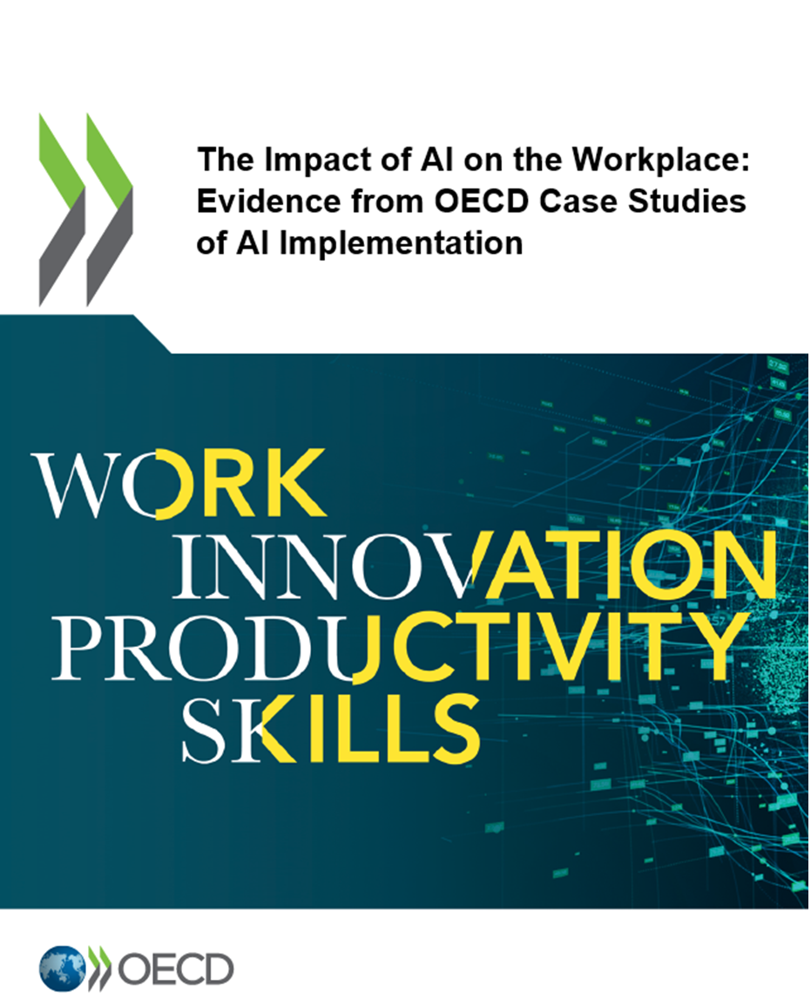 The Impact of AI on the Workplace:
Evidence from OECD Case Studies
of AI Implementation
WORK
INNOVATION
PRODUCTIVITY
SKILLS
OECD